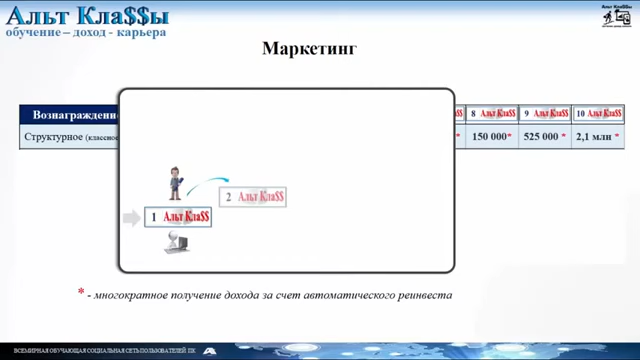 Альт Кла$$ы
обучение – доход - карьера
Альт Кла$$ы
Маркетинг
Вознаграждение
8 Альт Кла$$
9 Альт Кла$$
10 Альт Кла$$
Структурное (классное
* 150 000* 525 000 * 2,1 млн *
2 Альт Кла$$
1 Альт Кла$$
* - многократное получение дохода за счет автоматического реинвеста
ВСЕМИРНАЯ ОБУЧАЮЩАЯ СОЦИАЛЬНАЯ СЕТЬ ПОЛЬЗОВАТЕЛЕЙ ПК